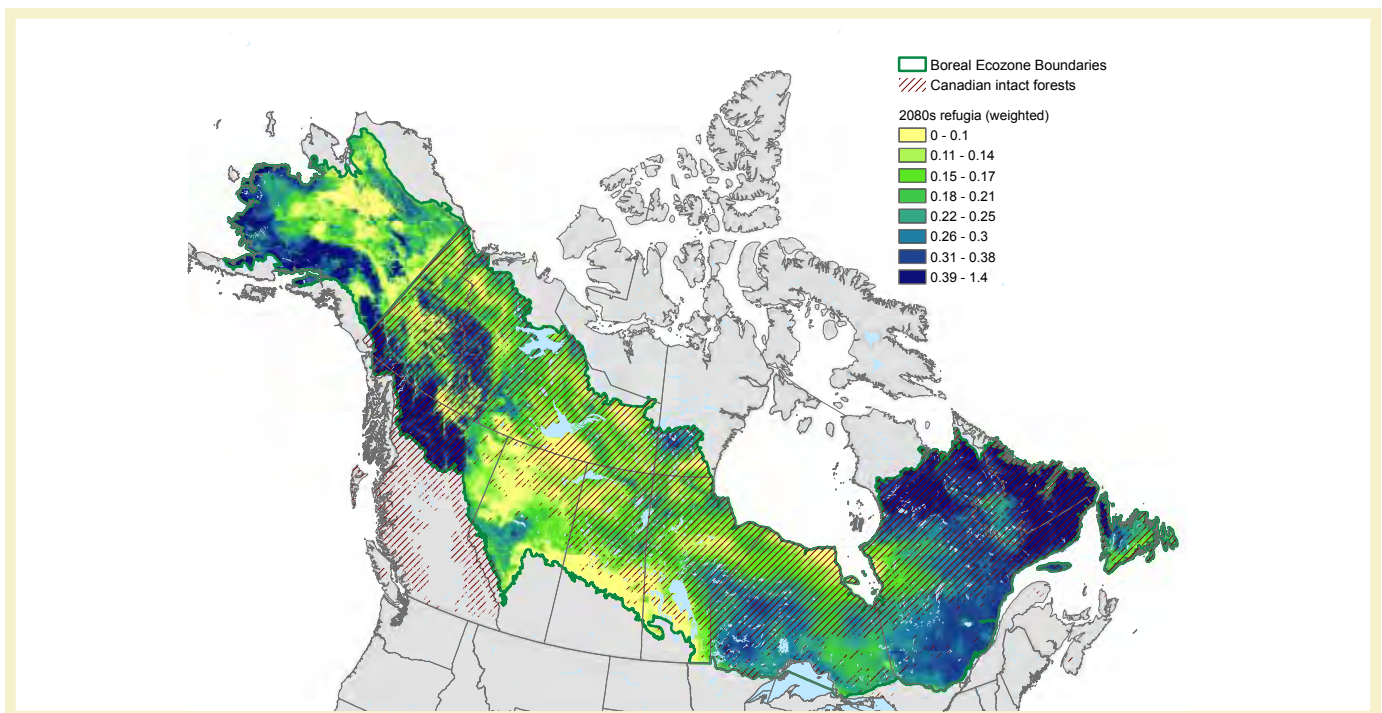 Boreal Ecozone Boundaries
Canadian intact forests
2080s refugia (weighted)
0 - 0.1
0.11 - 0.14
0.15 - 0.17
0.18 - 0.21
0.22 - 0.25
0.26 - 0.3
0.31 - 0.38
0.39 - 1.4